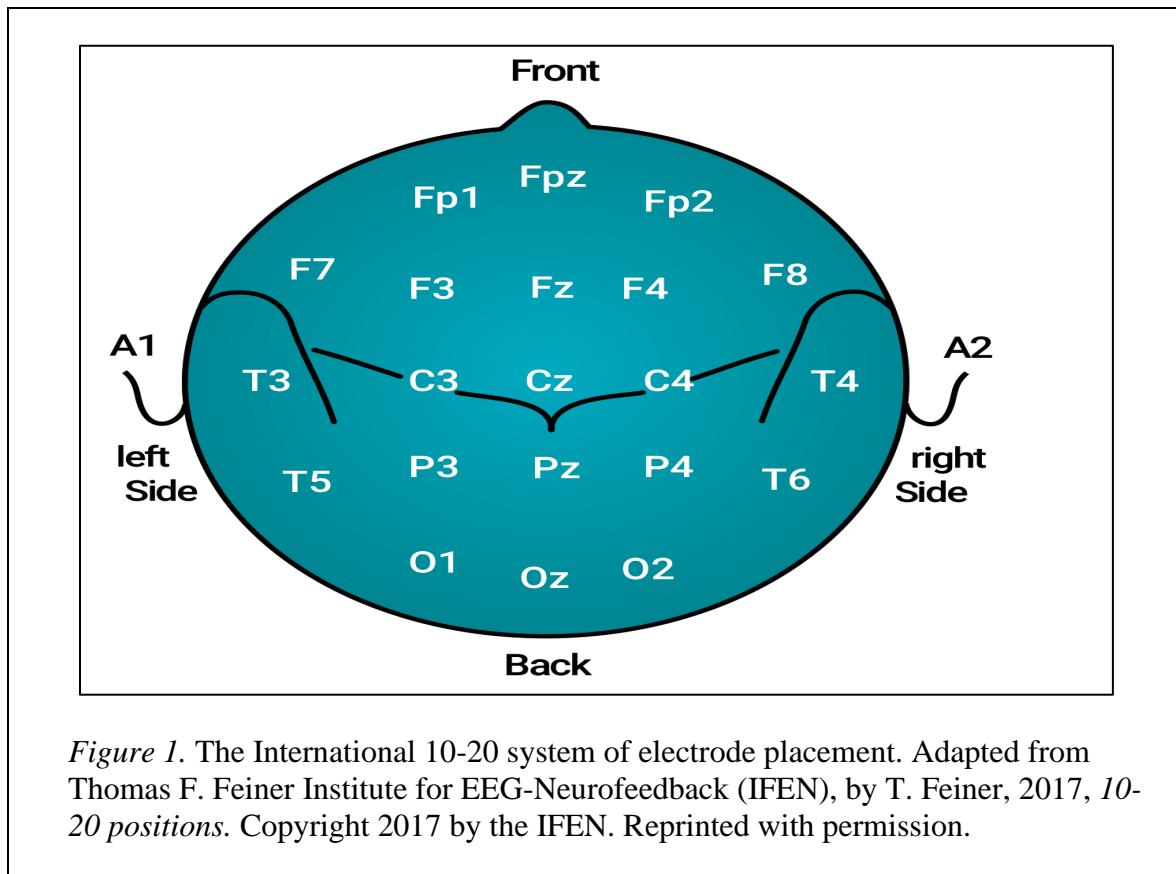 Front
Fpz
Fp1 Fp2
F7 F8
F3 Fz F4
A1 A2
T3 C3 Cz C4 T4
left right
Side Side
P3 Pz P4
T5 T6
O1 Oz O2
Back
Figure 1. The International 10-20 system of electrode placement. Adapted from
Thomas F. Feiner Institute for EEG-Neurofeedback (IFEN), by T. Feiner, 2017, 10-
20 positions. Copyright 2017 by the IFEN. Reprinted with permission.